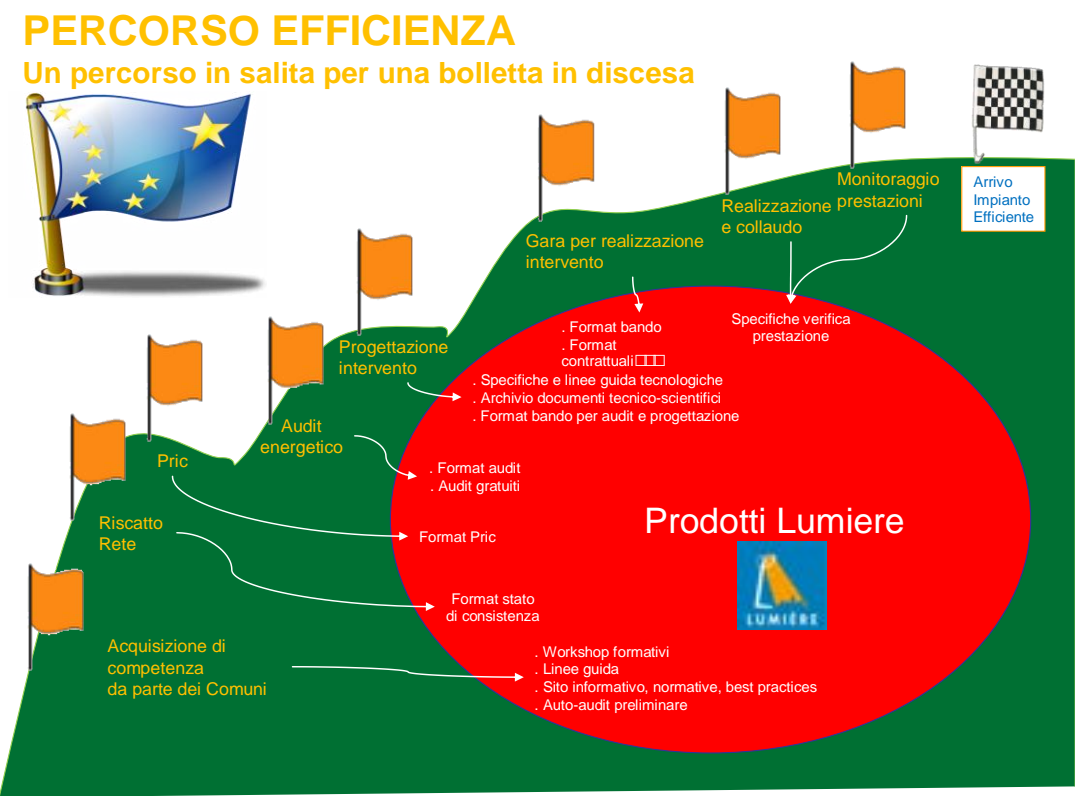 PERCORSO EFFICIENZA
Un percorso in salita per una bolletta in discesa
Monitoraggio
prestazioni
Arrivo
Impianto
Efficiente
Realizzazione
e collaudo
Gara per realizzazione
intervento
. Format bando
. Format
contrattuali□□□
Specifiche verifica
prestazione
Progettazione
intervento
. Specifiche e linee guida tecnologiche
. Archivio documenti tecnico-scientifici
. Format bando per audit e progettazione
Audit
energetico
. Format audit
. Audit gratuiti
Pric
Format Pric
Prodotti Lumiere
LUMIÈRE
Riscatto
Rete
Format stato
di consistenza
Acquisizione di
competenza
da parte dei Comuni
. Workshop formativi
. Linee guida
. Sito informativo, normative, best practices
. Auto-audit preliminare